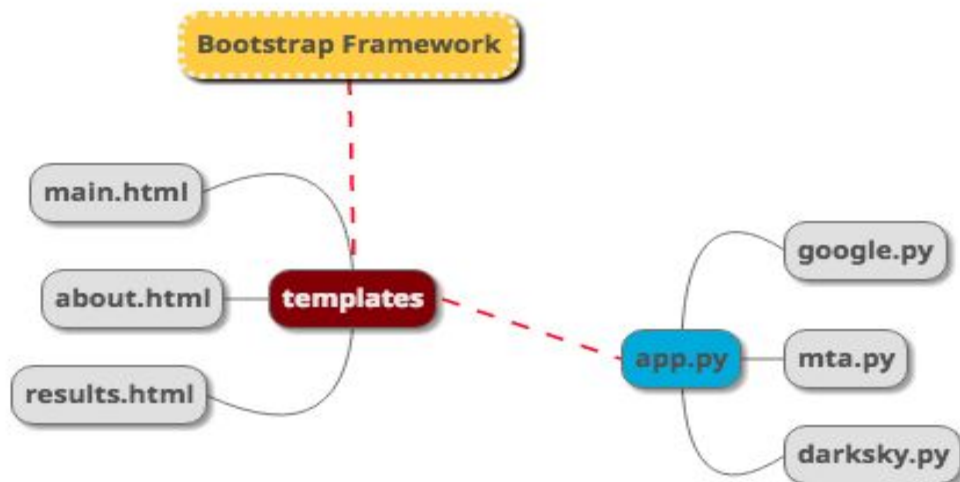 Bootstrap Framework
main.html
about.html
results.html
templates
app.py
google.py
mta.py
darksky.py